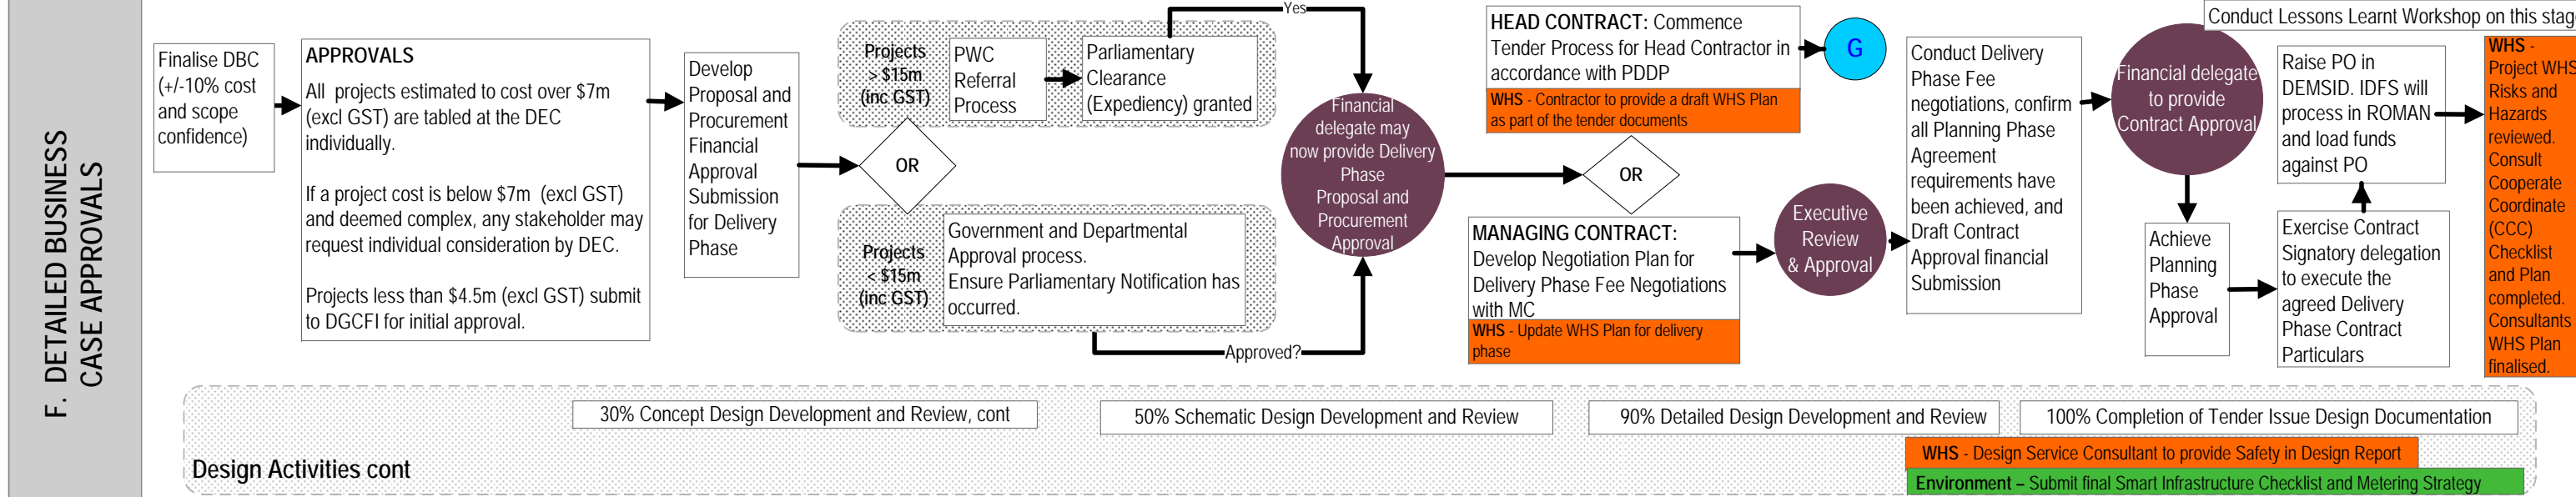 F. DETAILED BUSINESS
CASE APPROVALS
Finalise DBC
(+/-10% cost
and scope
confidence)
APPROVALS
All projects estimated to cost over $7m
(excl GST) are tabled at the DEC
individually.
If a project cost is below $7m (excl GST)
and deemed complex, any stakeholder may
request individual consideration by DEC.
Projects less than $4.5m (excl GST) submit
to DGCFI for initial approval.
Develop
Proposal and
Procurement
Financial
Approval
Submission
for Delivery
Phase
OR
Projects
> $15m
(inc GST)
PWC
Referral
Process
Parliamentary
Clearance
(Expediency) granted
Yes
Projects
< $15m
(inc GST)
Government and Departmental
Approval process.
Ensure Parliamentary Notification has
occurred.
Approved?
Financial
delegate may
now provide Delivery
Phase
Proposal and
Procurement
Approval
OR
HEAD CONTRACT: Commence
Tender Process for Head Contractor in
accordance with PDDP
WHS - Contractor to provide a draft WHS Plan
as part of the tender documents
G
MANAGING CONTRACT:
Develop Negotiation Plan for
Delivery Phase Fee Negotiations
with MC
WHS - Update WHS Plan for delivery
phase
Executive
Review
& Approval
Conduct Delivery
Phase Fee
negotiations, confirm
all Planning Phase
Agreement
requirements have
been achieved, and
Draft Contract
Approval financial
Submission
Financial delegate
to provide
Contract Approval
Achieve
Planning
Phase
Approval
Exercise Contract
Signatory delegation
to execute the
agreed Delivery
Phase Contract
Particulars
Raise PO in
DEMSID. IDFS will
process in ROMAN
and load funds
against PO
Conduct Lessons Learnt Workshop on this stag
WHS -
Project WHS
Risks and
Hazards
reviewed.
Consult
Cooperate
Coordinate
(CCC)
Checklist
and Plan
completed.
Consultants
WHS Plan
finalised.
30% Concept Design Development and Review, cont
50% Schematic Design Development and Review
90% Detailed Design Development and Review
100% Completion of Tender Issue Design Documentation
Design Activities cont
WHS - Design Service Consultant to provide Safety in Design Report
Environment – Submit final Smart Infrastructure Checklist and Metering Strategy